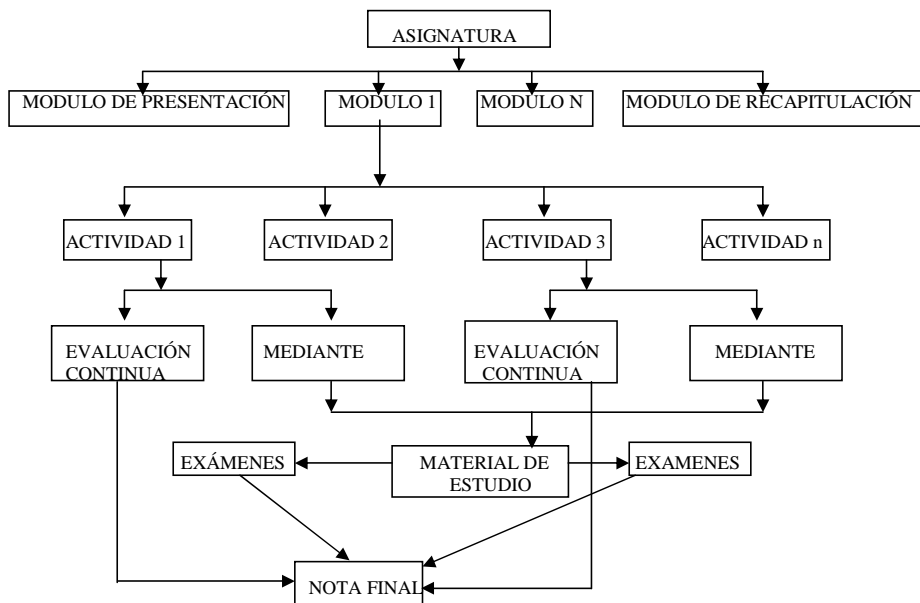 ASIGNATURA
MODULO DE PRESENTACIÓN
MODULO 1
MODULO N
MODULO DE RECAPITULACIÓN
ACTIVIDAD 1
ACTIVIDAD 2
ACTIVIDAD 3
ACTIVIDAD n
EVALUACIÓN
CONTINUA
MEDIANTE
EVALUACIÓN
CONTINUA
MEDIANTE
EXÁMENES
MATERIAL DE
ESTUDIO
EXAMENES
NOTA FINAL